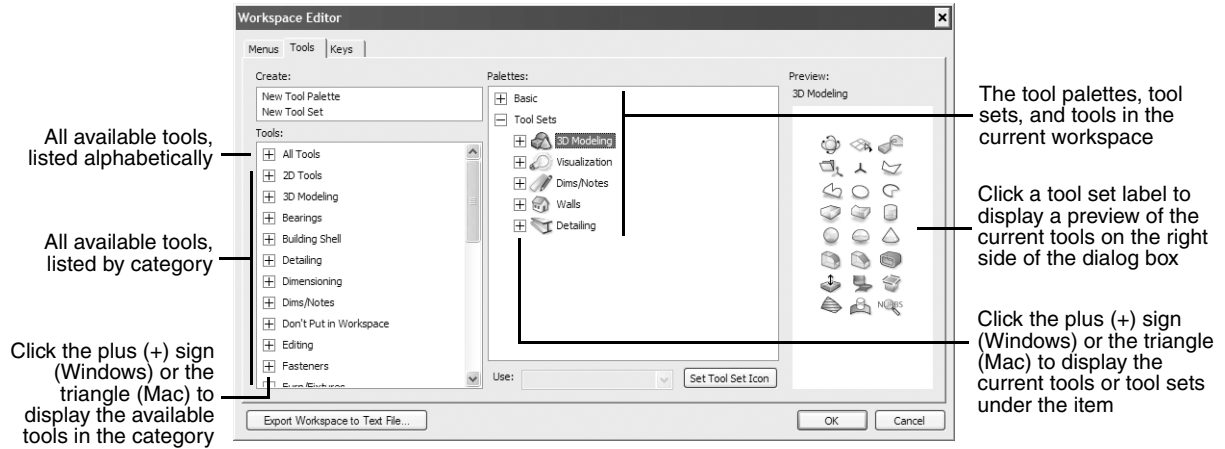 Workspace Editor
Menus
Tools
Keys
Create:
New Tool Palette
New Tool Set
Tools:
All Tools
2D Tools
3D Modeling
Bearings
Building Shell
Detailing
Dimensioning
Dims/Notes
Don't Put in Workspace
Editing
Fasteners
Furn/Fixtures
Palettes:
Basic
Tool Sets
3D Modeling
Visualization
Dims/Notes
Walls
Detailing
Use:
Set Tool Set Icon
Preview:
3D Modeling
NURBS
Export Workspace to Text File...
OK
Cancel
All available tools,
listed alphabetically
All available tools,
listed by category
Click the plus (+) sign
(Windows) or the
triangle (Mac) to
display the available
tools in the category
The tool palettes, tool
sets, and tools in the
current workspace
Click a tool set label to
display a preview of the
current tools on the right
side of the dialog box
Click the plus (+) sign
(Windows) or the triangle
(Mac) to display the
current tools or tool sets
under the item